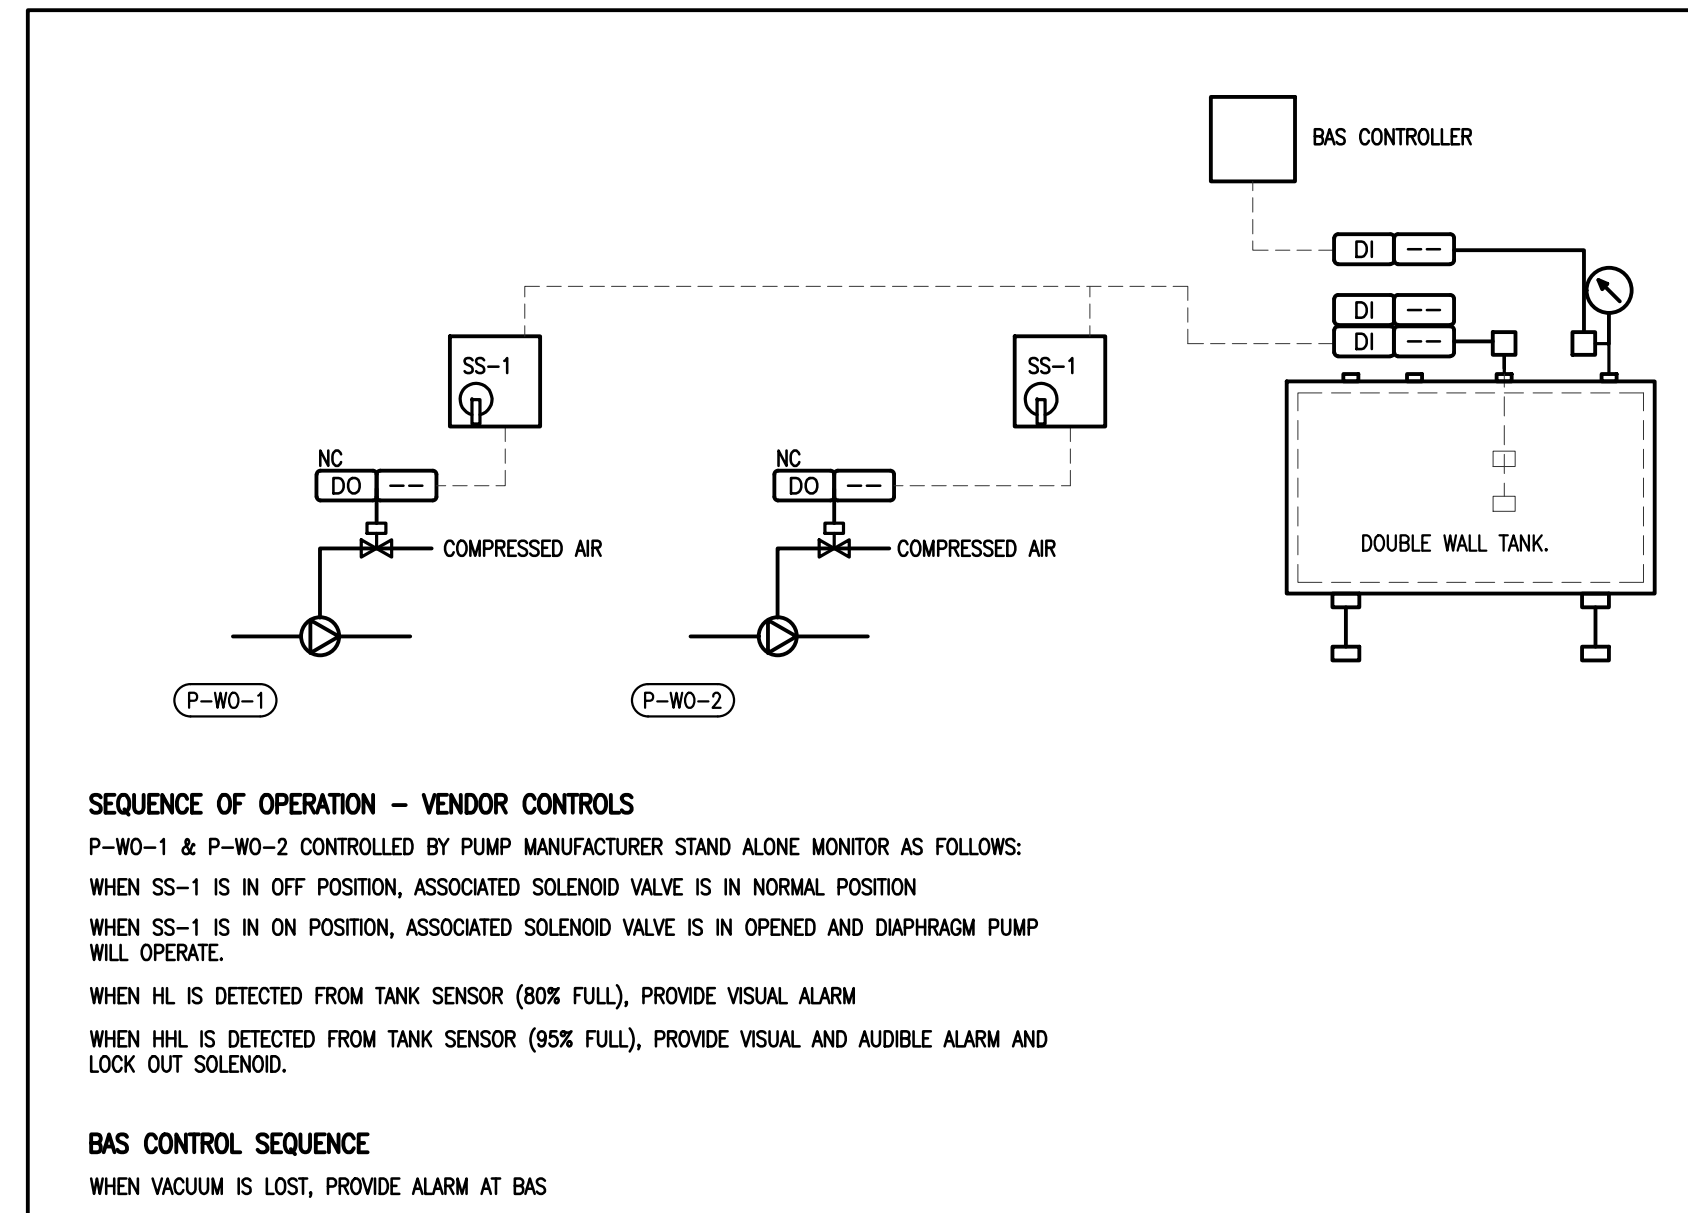 BAS CONTROLLER
DI --
DI --
DI --
SS-1
SS-1
NC
DO --
NC
DO --
COMPRESSED AIR
COMPRESSED AIR
DOUBLE WALL TANK.
P-WO-1
P-WO-2
SEQUENCE OF OPERATION - VENDOR CONTROLS
P-WO-1 & P-WO-2 CONTROLLED BY PUMP MANUFACTURER STAND ALONE MONITOR AS FOLLOWS:
WHEN SS-1 IS IN OFF POSITION, ASSOCIATED SOLENOID VALVE IS IN NORMAL POSITION
WHEN SS-1 IS IN ON POSITION, ASSOCIATED SOLENOID VALVE IS IN OPENED AND DIAPHRAGM PUMP
WILL OPERATE.
WHEN HL IS DETECTED FROM TANK SENSOR (80% FULL), PROVIDE VISUAL ALARM
WHEN HHL IS DETECTED FROM TANK SENSOR (95% FULL), PROVIDE VISUAL AND AUDIBLE ALARM AND
LOCK OUT SOLENOID.
BAS CONTROL SEQUENCE
WHEN VACUUM IS LOST, PROVIDE ALARM AT BAS